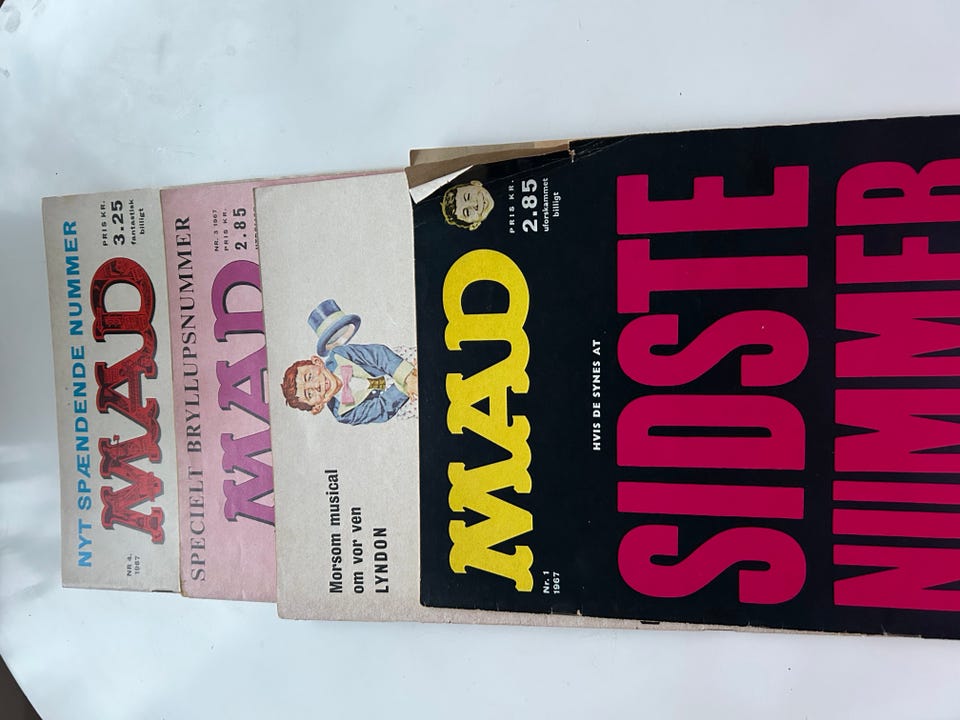 NYT SPÆNDENDE NUMMER
MAD
PRIS KR.
3.25
fantastisk
billigt
NR 4.
1967
SPECIELT BRYLLUPSNUMMER
MAD
NR. 3 1967
PRIS KR.
2.85
Morsom musical
om vor ven
LYNDON
MAD
PRIS KR.
2.85
uforskammet
billigt
Nr. 1
1967
HVIS DE SYNES AT
SIDSTE
NUMMER